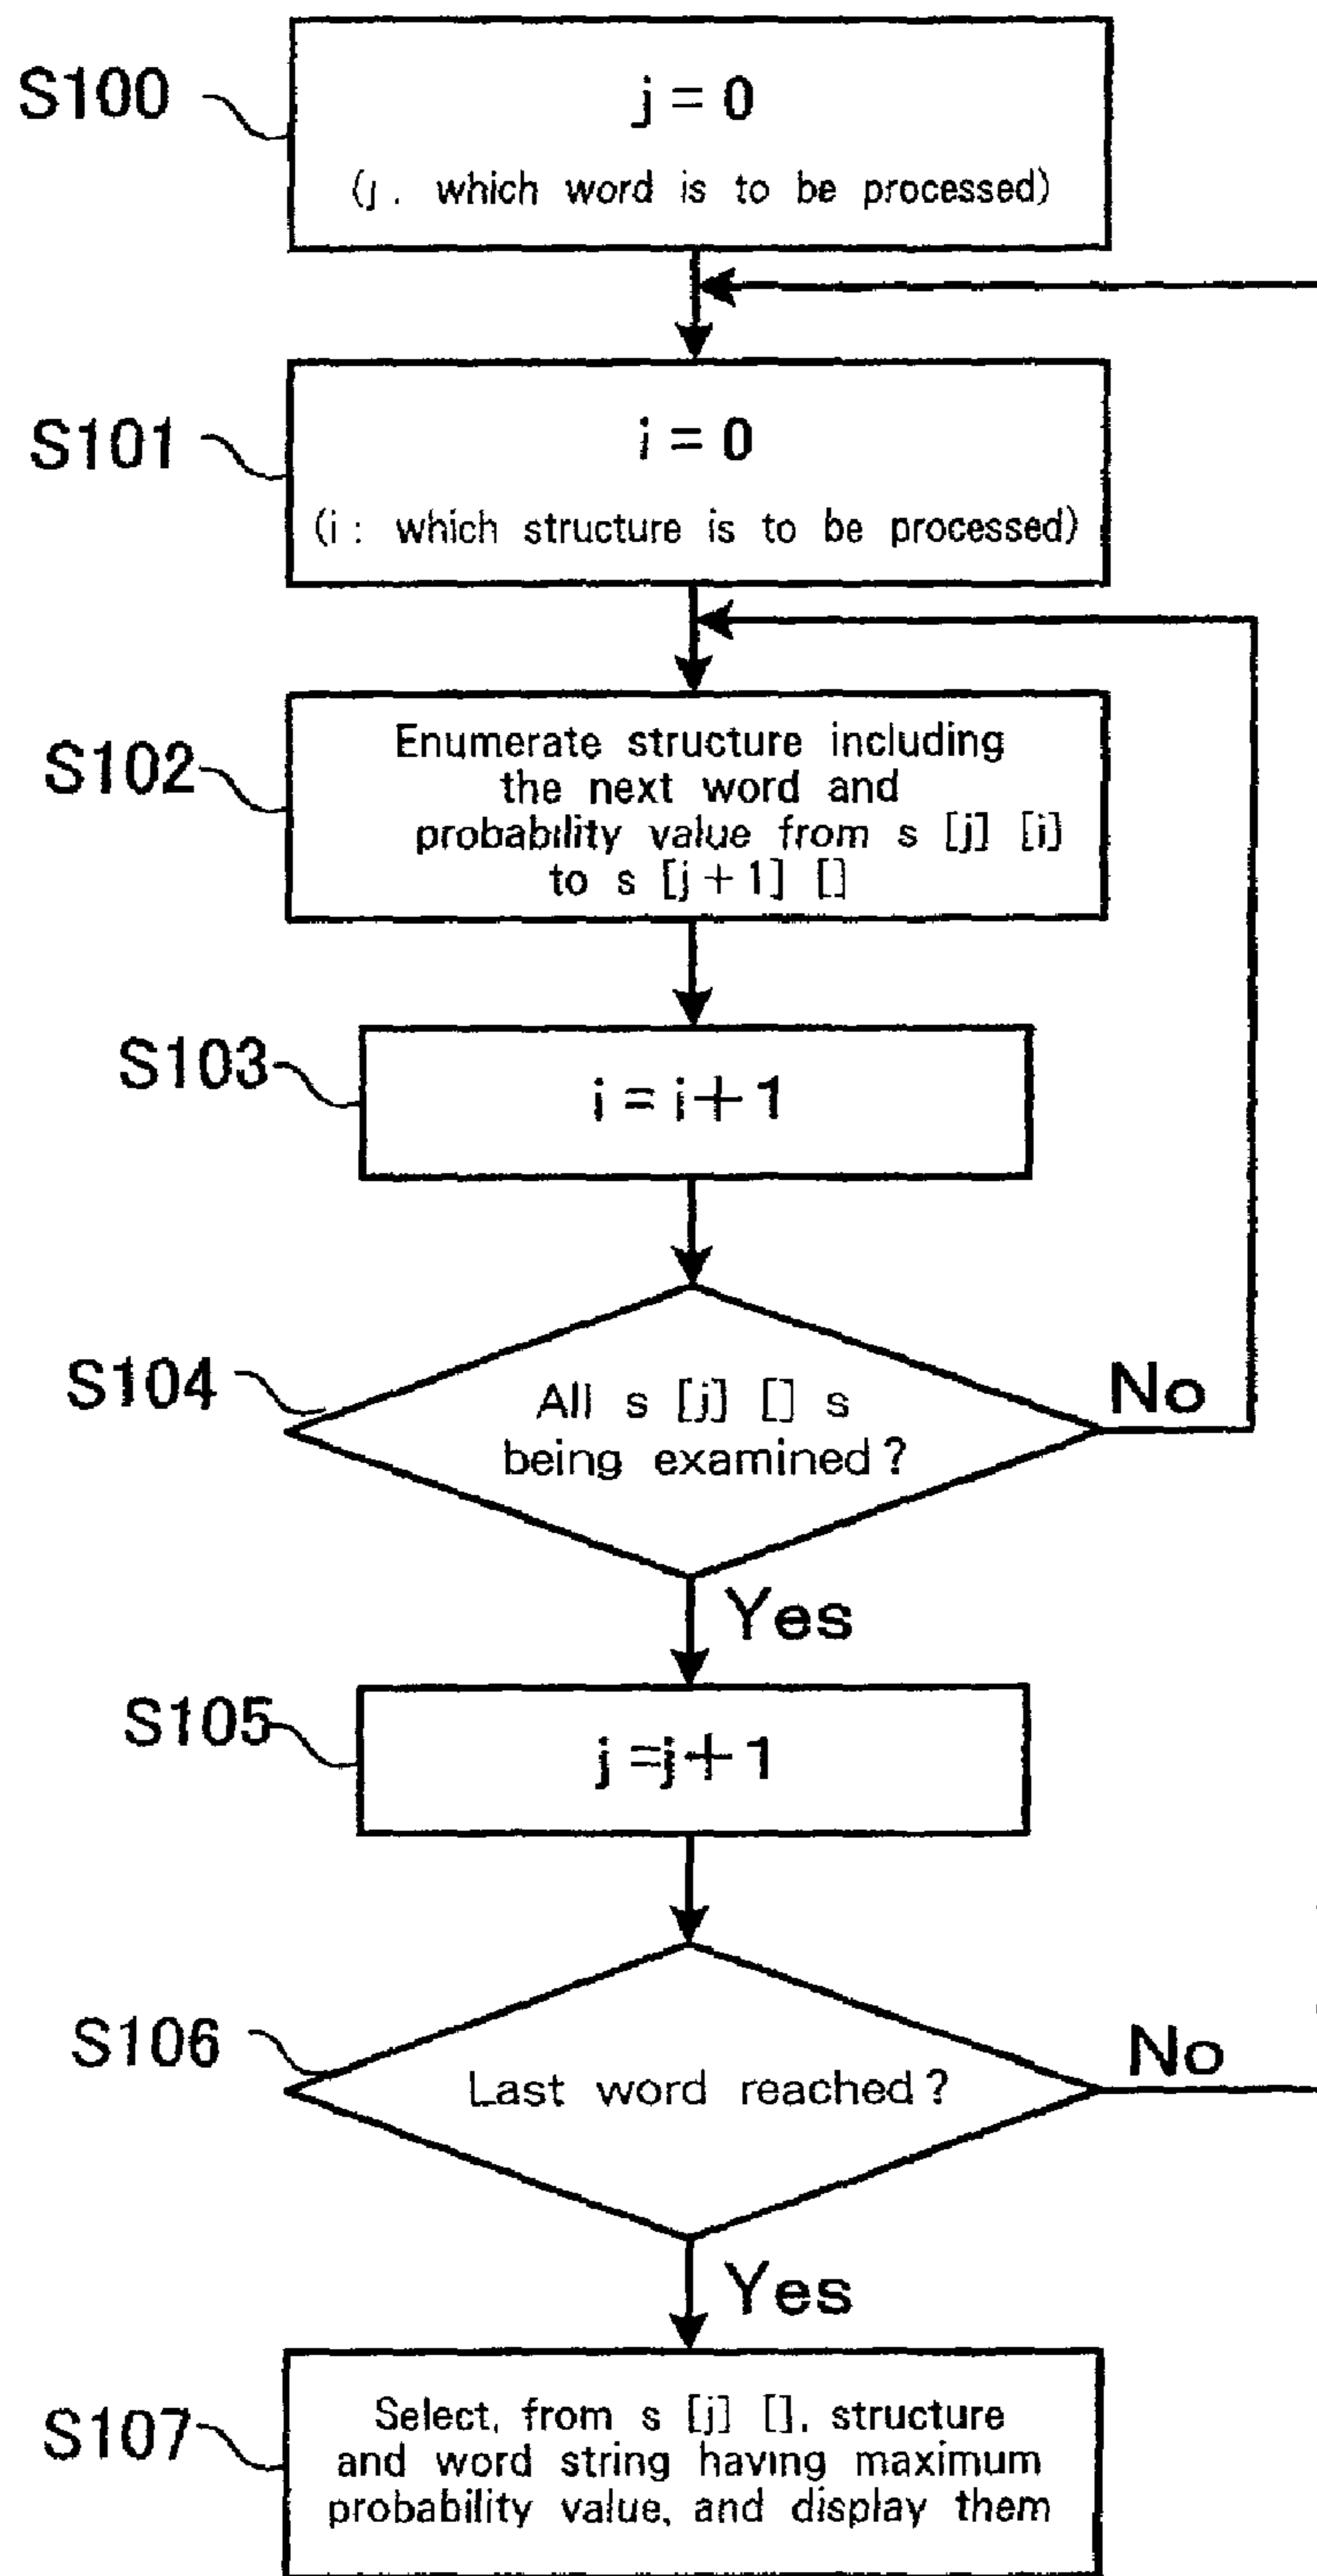 S100
j = 0
(j . which word is to be processed)
S101
i = 0
(i : which structure is to be processed)
S102
Enumerate structure including
the next word and
probability value from s [j] [i]
to s [j + 1] []
S103
i = i + 1
S104
All s [j] [] s
being examined ?
No
Yes
S105
j = j + 1
S106
Last word reached ?
No
Yes
S107
Select, from s [j] [], structure
and word string having maximum
probability value, and display them